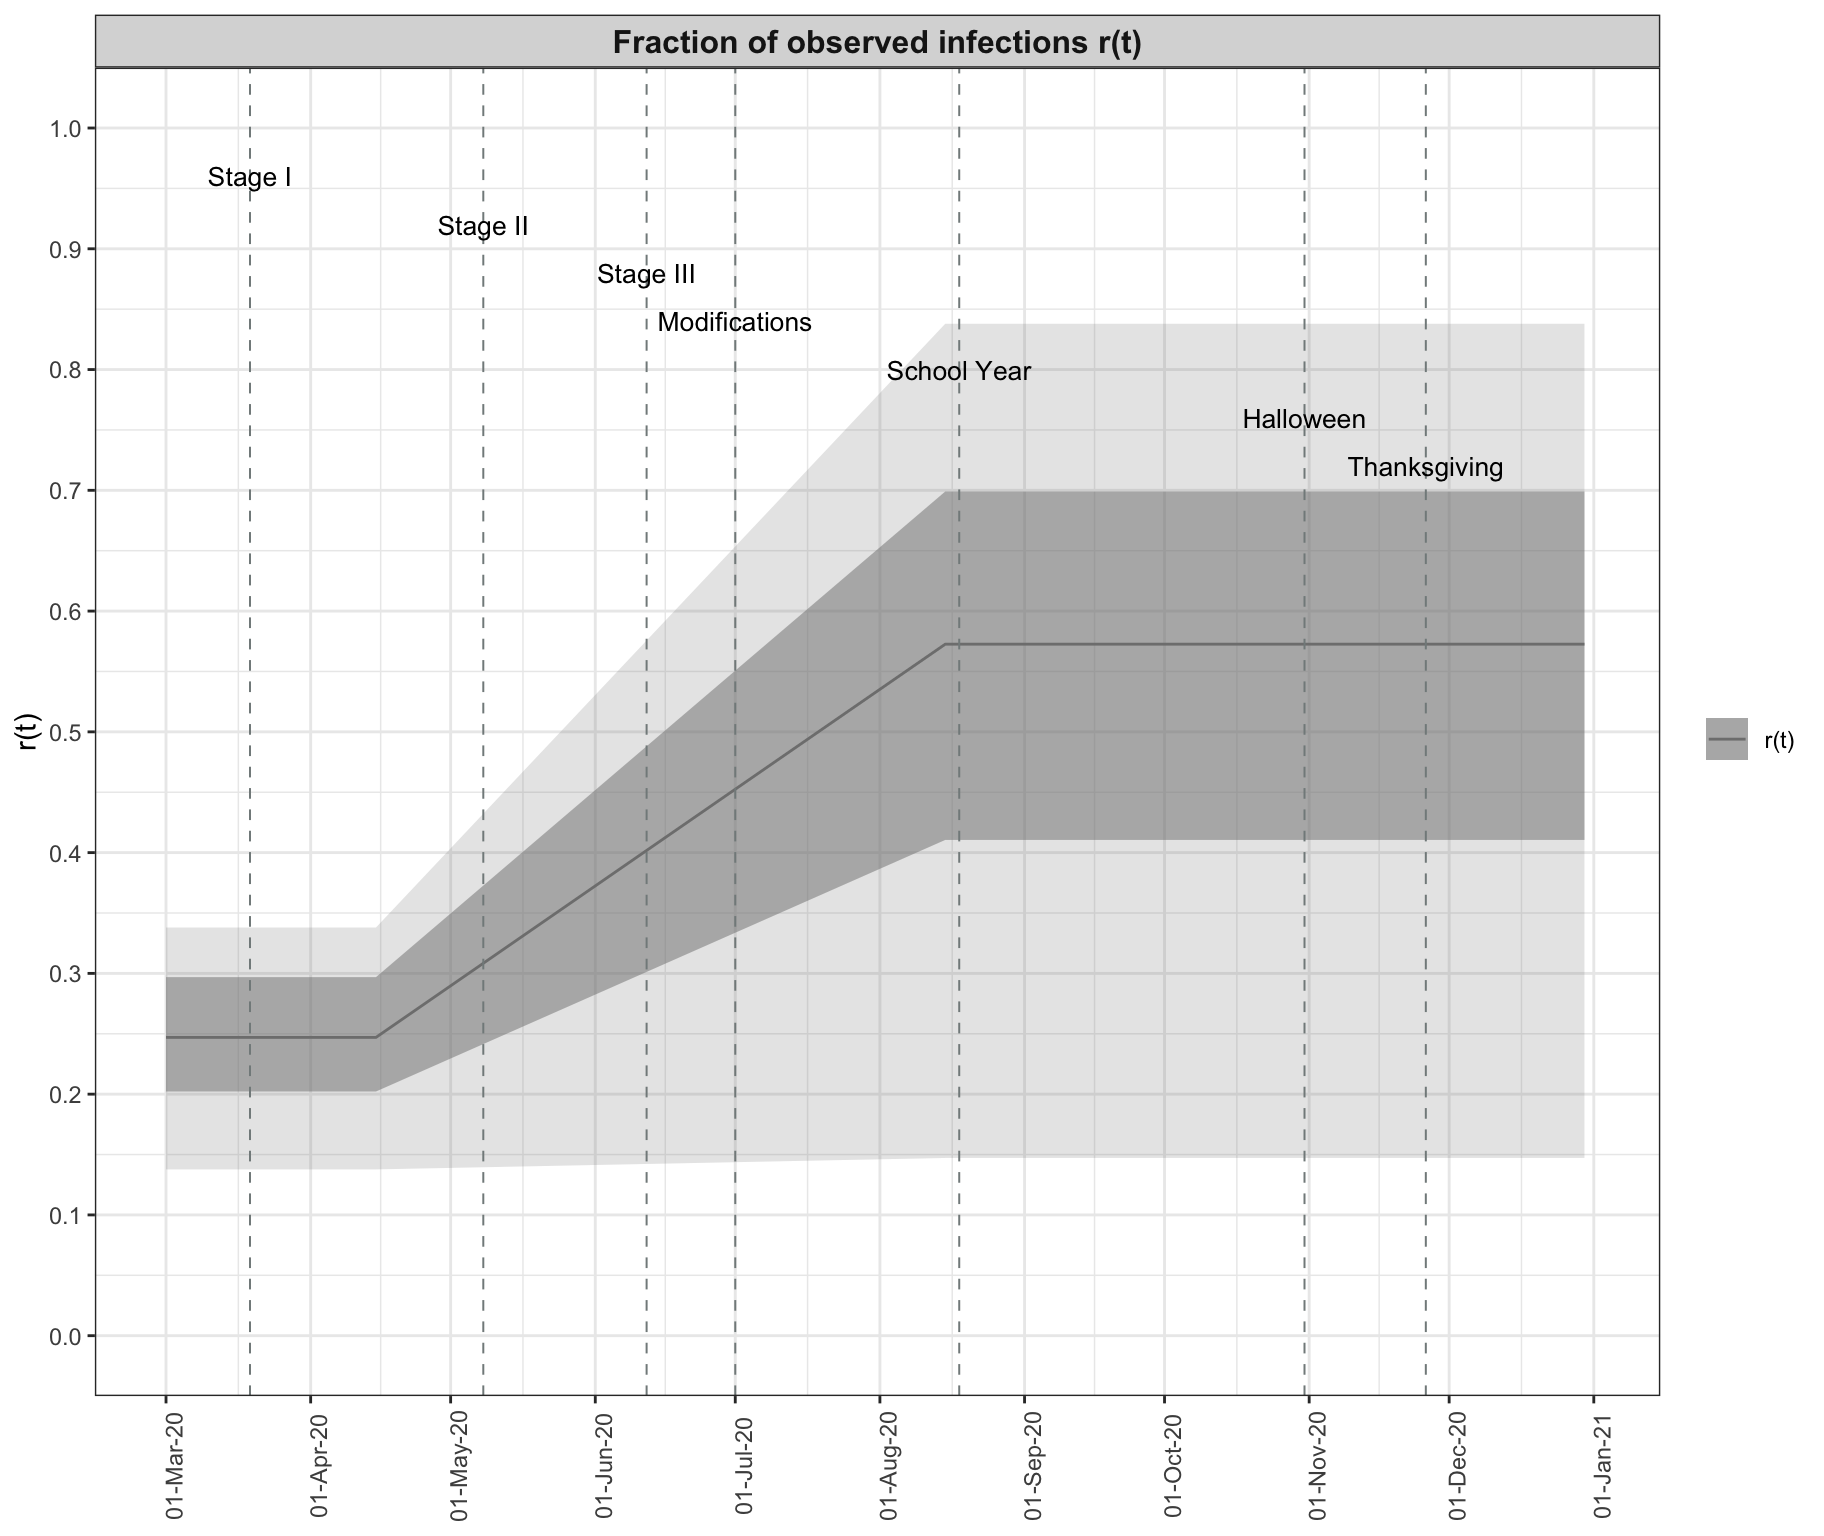 Fraction of observed infections r(t)
1.0
0.9
0.8
0.7
0.6
0.5
0.4
0.3
0.2
0.1
0.0
r(t)
Stage I
Stage II
Stage III
Modifications
School Year
Halloween
Thanksgiving
r(t)
01-Mar-20
01-Apr-20
01-May-20
01-Jun-20
01-Jul-20
01-Aug-20
01-Sep-20
01-Oct-20
01-Nov-20
01-Dec-20
01-Jan-21